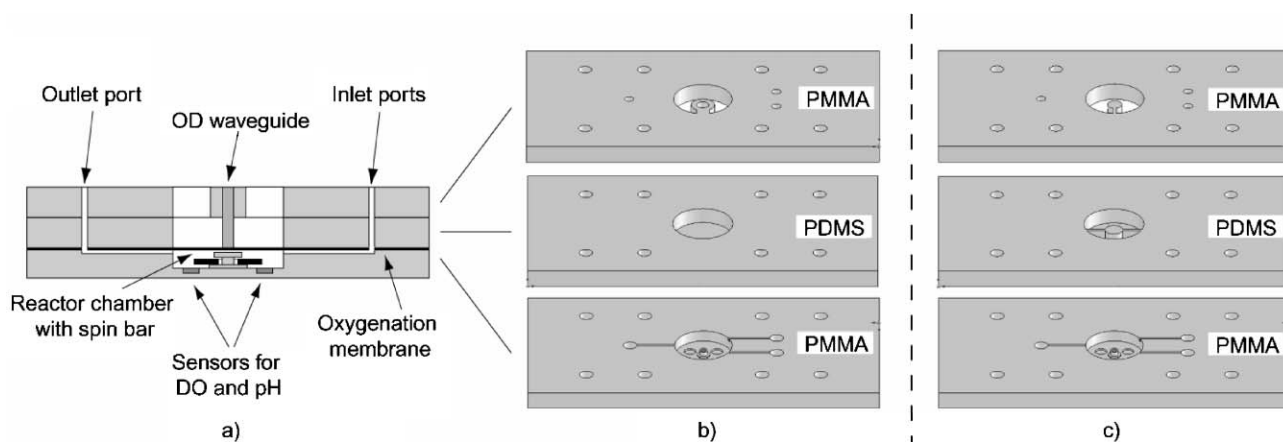 Outlet port
Inlet ports
OD waveguide
Reactor chamber
with spin bar
Sensors for
DO and pH
Oxygenation
membrane
a)
PMMA
PDMS
PMMA
b)
PMMA
PDMS
PMMA
c)